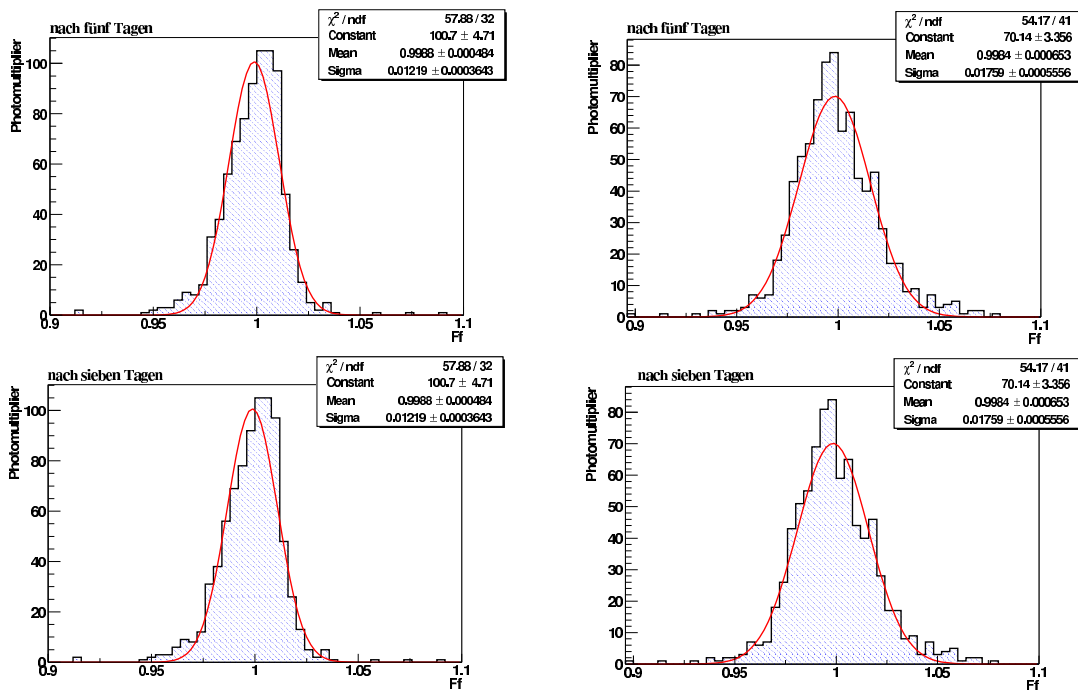 nach fünf Tagen
χ² / ndf 57.88 / 32
Constant 100.7 ± 4.71
Mean 0.9988 ± 0.000484
Sigma 0.01219 ± 0.0003643
Photomultiplier
100
80
60
40
20
0
0.9 0.95 1 1.05 1.1
Ff
nach fünf Tagen
χ² / ndf 54.17 / 41
Constant 70.14 ± 3.356
Mean 0.9984 ± 0.000653
Sigma 0.01759 ± 0.0005556
Photomultiplier
80
70
60
50
40
30
20
10
0
0.9 0.95 1 1.05 1.1
Ff
nach sieben Tagen
χ² / ndf 57.88 / 32
Constant 100.7 ± 4.71
Mean 0.9988 ± 0.000484
Sigma 0.01219 ± 0.0003643
Photomultiplier
100
80
60
40
20
0
0.9 0.95 1 1.05 1.1
Ff
nach sieben Tagen
χ² / ndf 54.17 / 41
Constant 70.14 ± 3.356
Mean 0.9984 ± 0.000653
Sigma 0.01759 ± 0.0005556
Photomultiplier
80
70
60
50
40
30
20
10
0
0.9 0.95 1 1.05 1.1
Ff